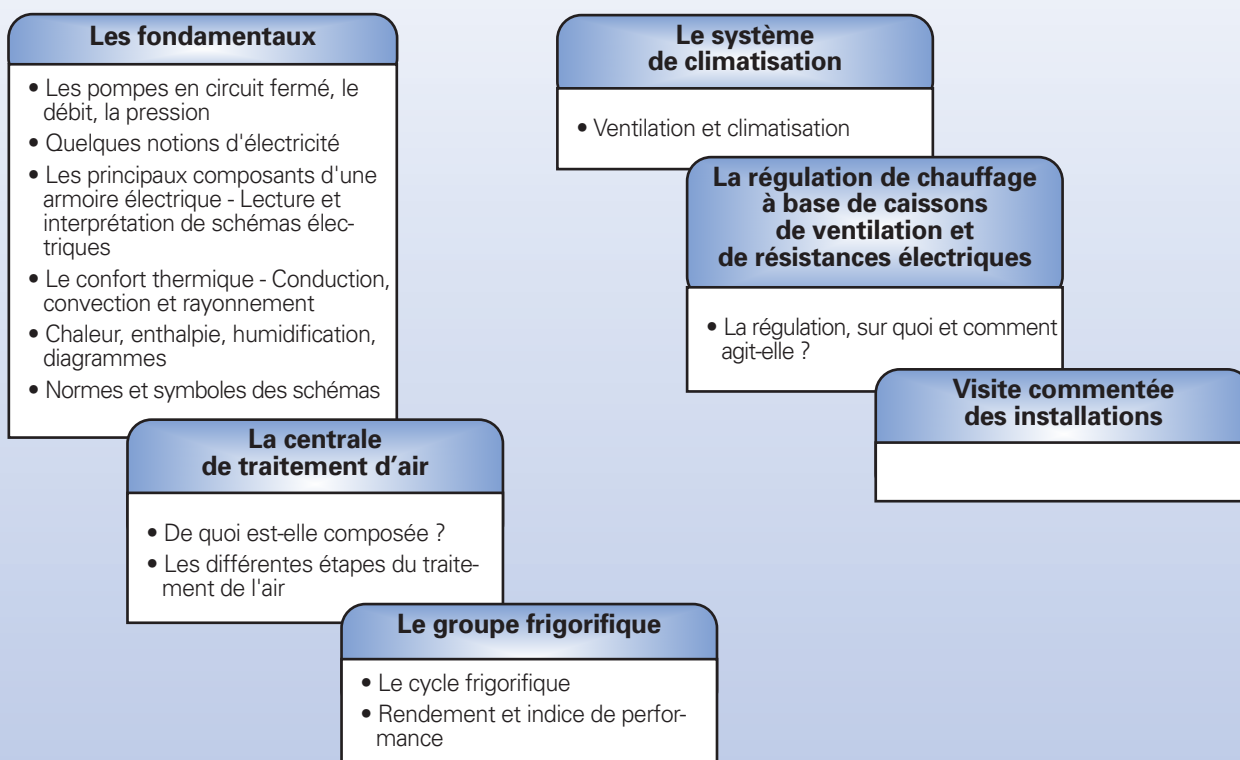 Les fondamentaux
• Les pompes en circuit fermé, le
débit, la pression
• Quelques notions d'électricité
• Les principaux composants d'une
armoire électrique - Lecture et
interprétation de schémas élec-
triques
• Le confort thermique - Conduction,
convection et rayonnement
• Chaleur, enthalpie, humidification,
diagrammes
• Normes et symboles des schémas
La centrale
de traitement d’air
• De quoi est-elle composée ?
• Les différentes étapes du traite-
ment de l'air
Le groupe frigorifique
• Le cycle frigorifique
• Rendement et indice de perfor-
mance
Le système
de climatisation
• Ventilation et climatisation
La régulation de chauffage
à base de caissons
de ventilation et
de résistances électriques
• La régulation, sur quoi et comment
agit-elle ?
Visite commentée
des installations